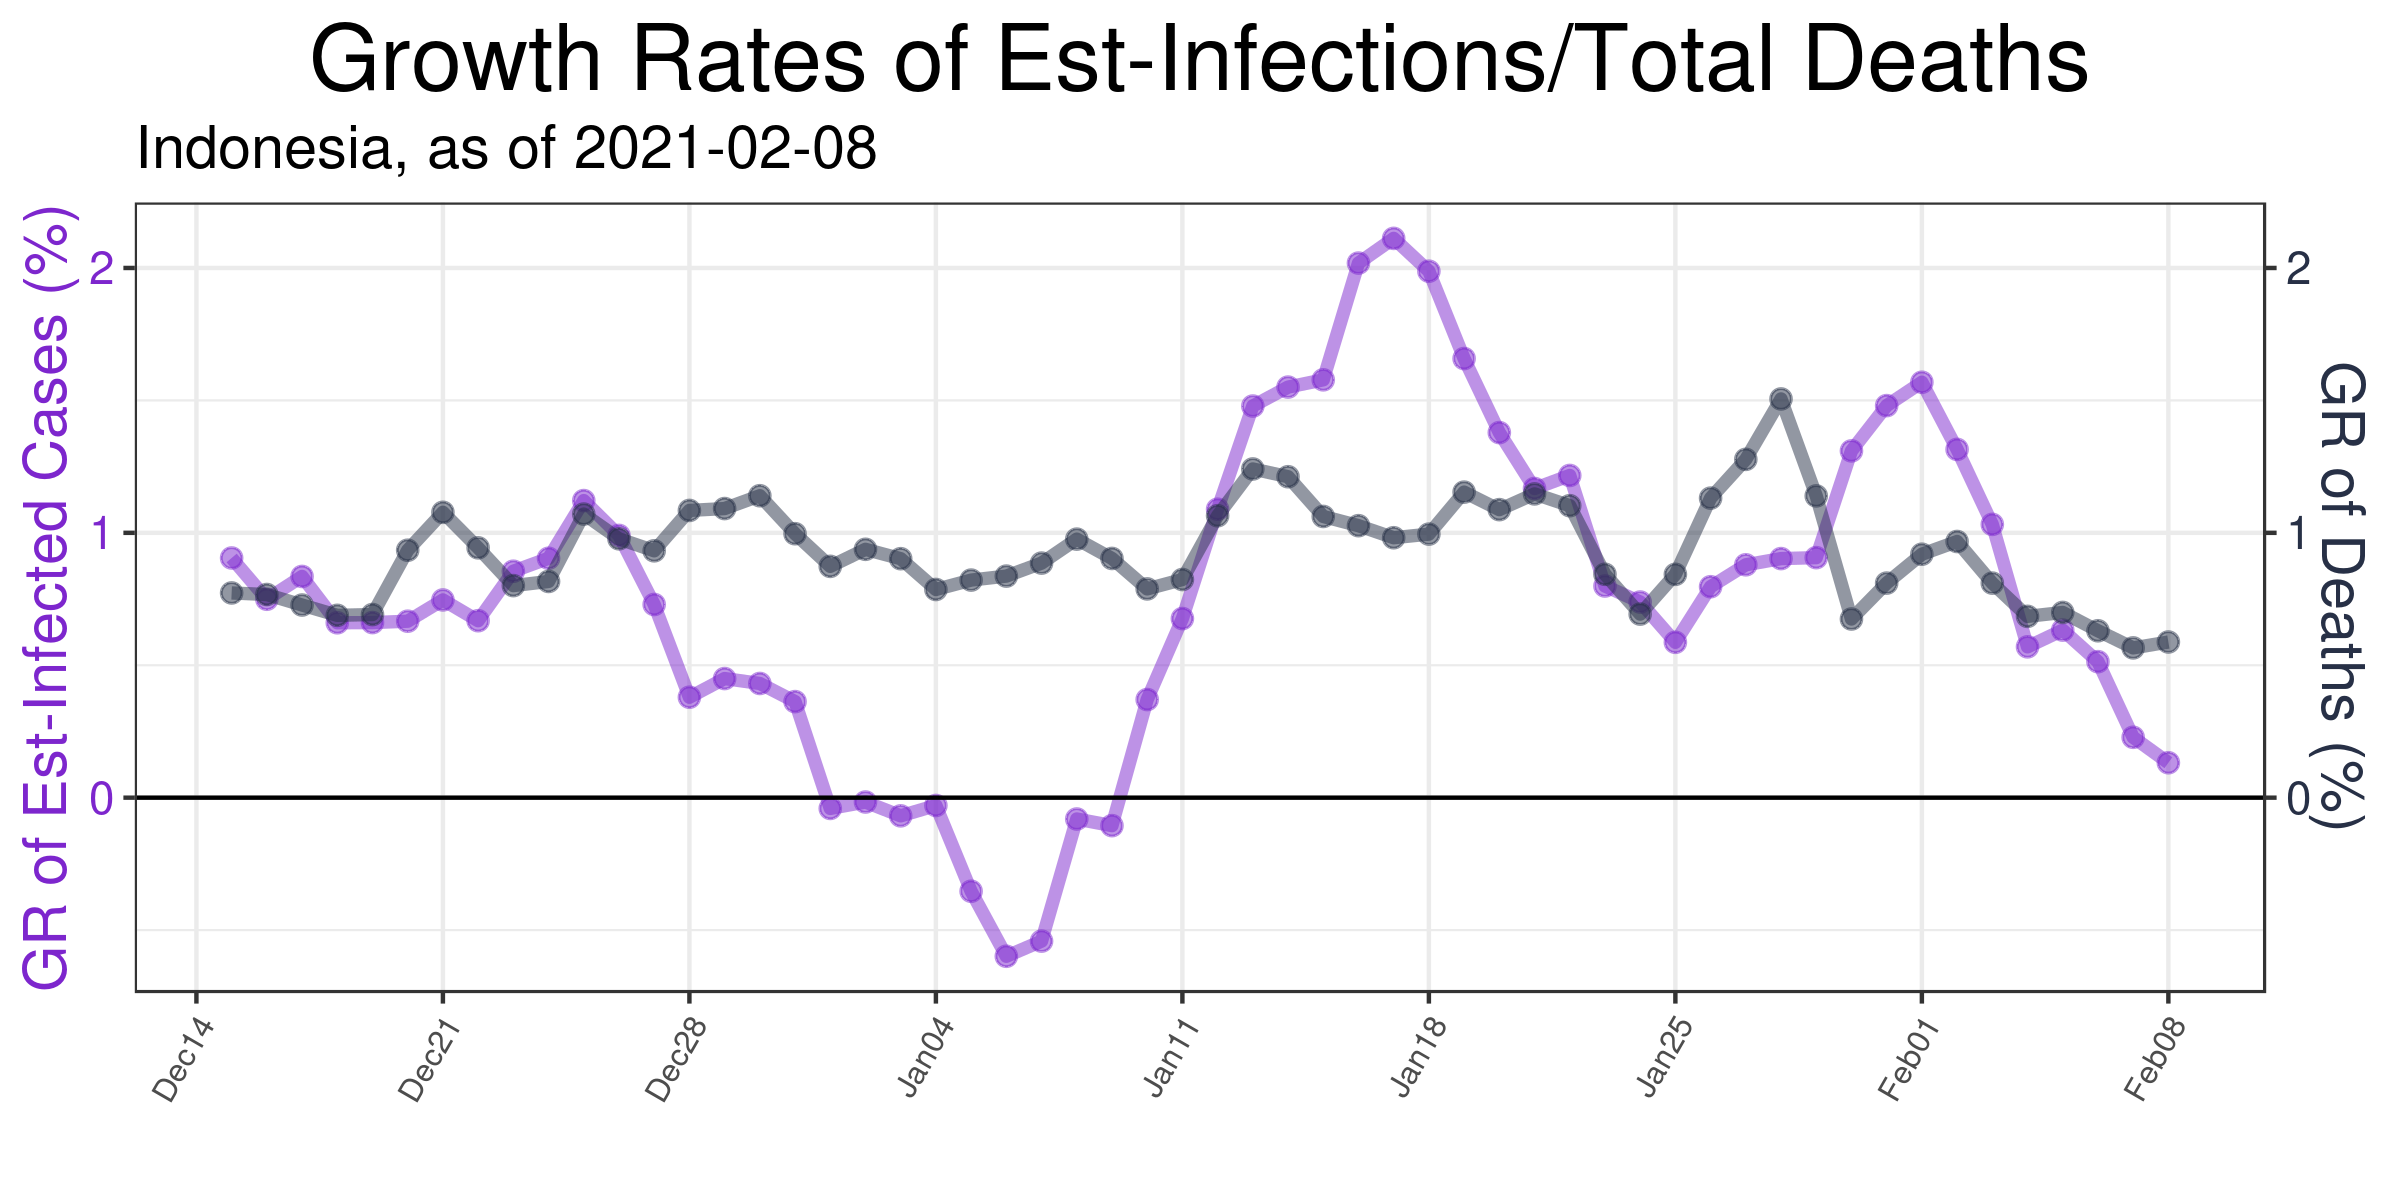 Growth Rates of Est-Infections/Total Deaths
Indonesia, as of 2021-02-08
GR of Est-Infected Cases (%)
2
1
0
2
1
0
GR of Deaths (%)
Dec14
Dec21
Dec28
Jan04
Jan11
Jan18
Jan25
Feb01
Feb08